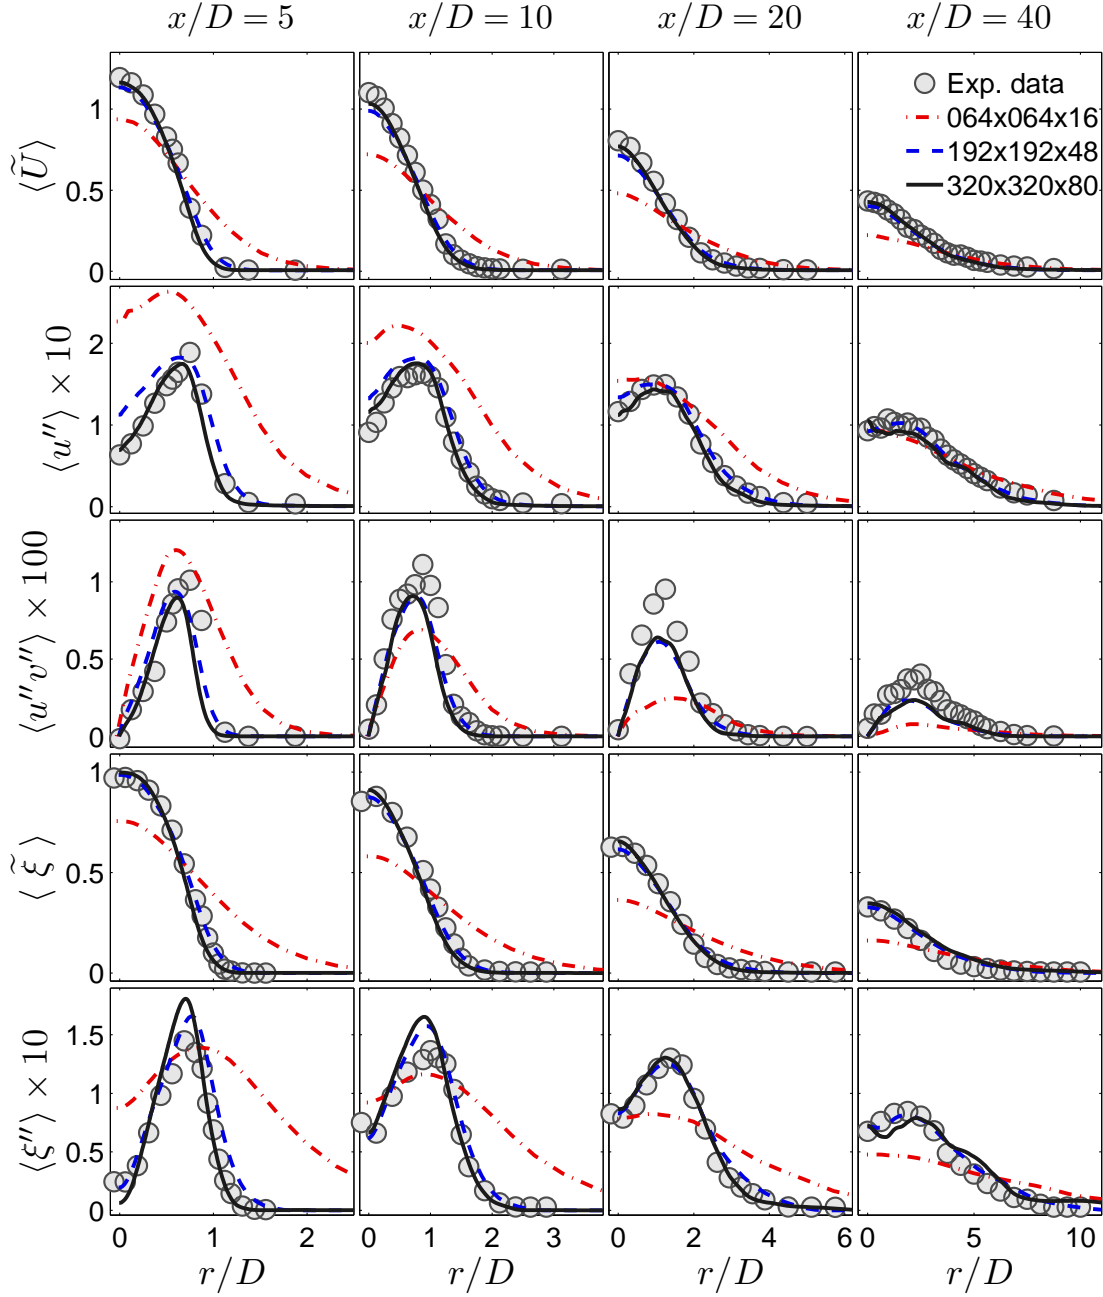 x/D = 5 x/D = 10 x/D = 20 x/D = 40
⟨Ũ⟩
1
0.5
0
Exp. data
064x064x16
192x192x48
320x320x80
⟨u′′⟩ × 10
2
1
0
⟨u′′v′′⟩ × 100
1
0.5
0
⟨ξ̃⟩
1
0.5
0
⟨ξ′′⟩ × 10
1.5
1
0.5
0
0 1 2 0 1 2 3 0 2 4 6 0 5 10
r/D r/D r/D r/D